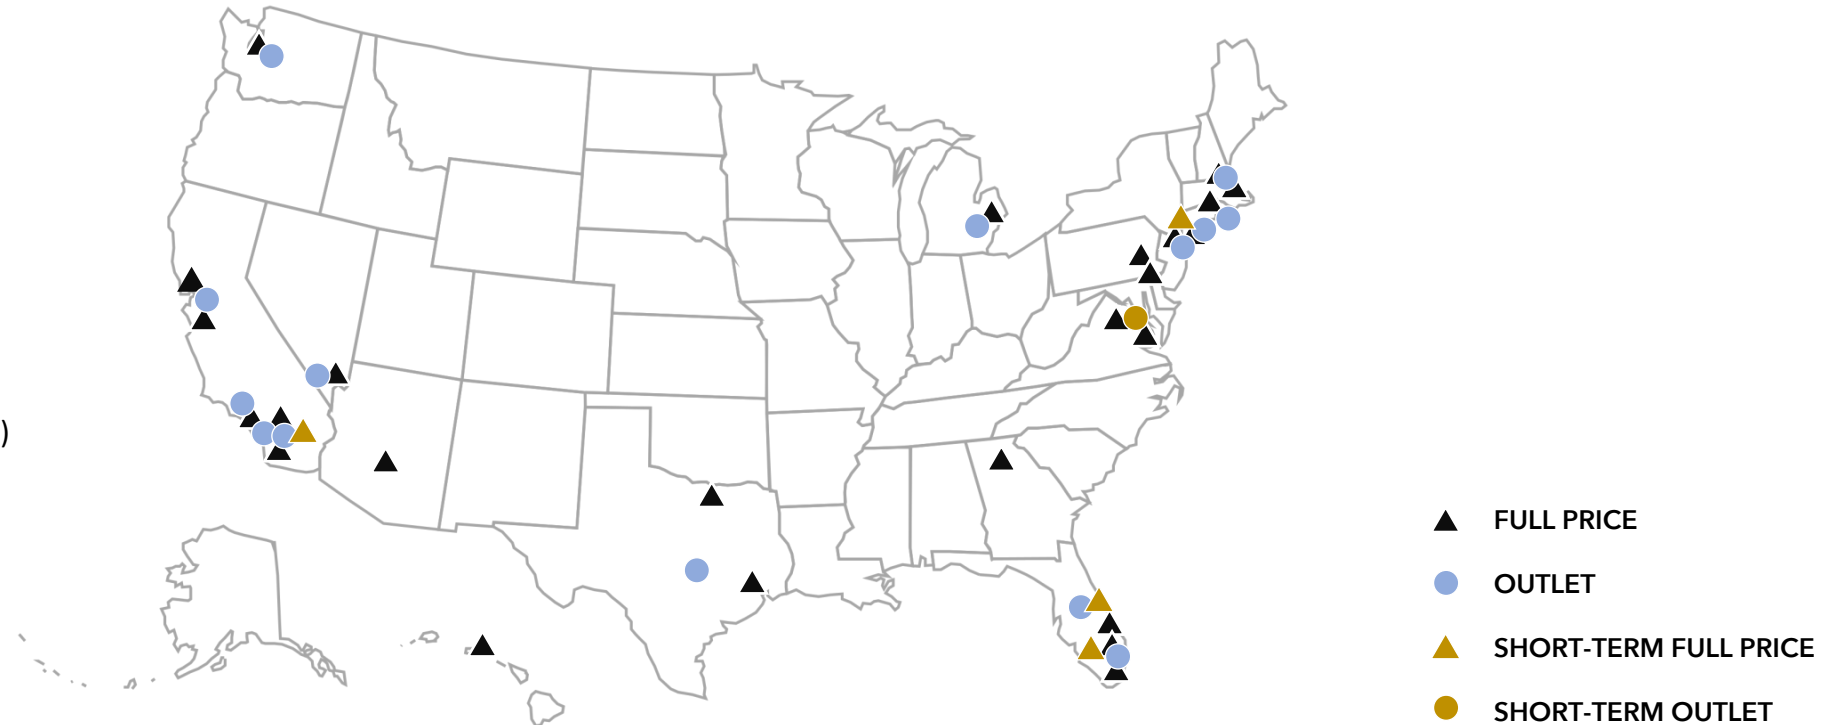 )
FULL PRICE
OUTLET
SHORT-TERM FULL PRICE
SHORT-TERM OUTLET